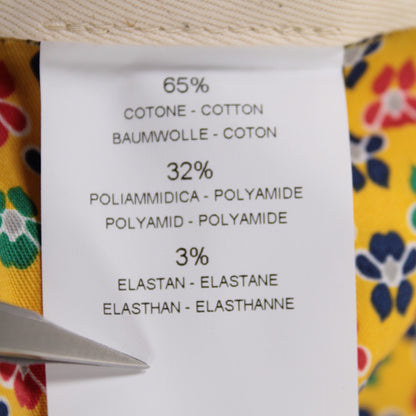 65%
COTONE - COTTON
BAUMWOLLE - COTON
32%
POLIAMMIDICA - POLYAMIDE
POLYAMID - POLYAMIDE
3%
ELASTAN - ELASTANE
ELASTHAN - ELASTHANNE